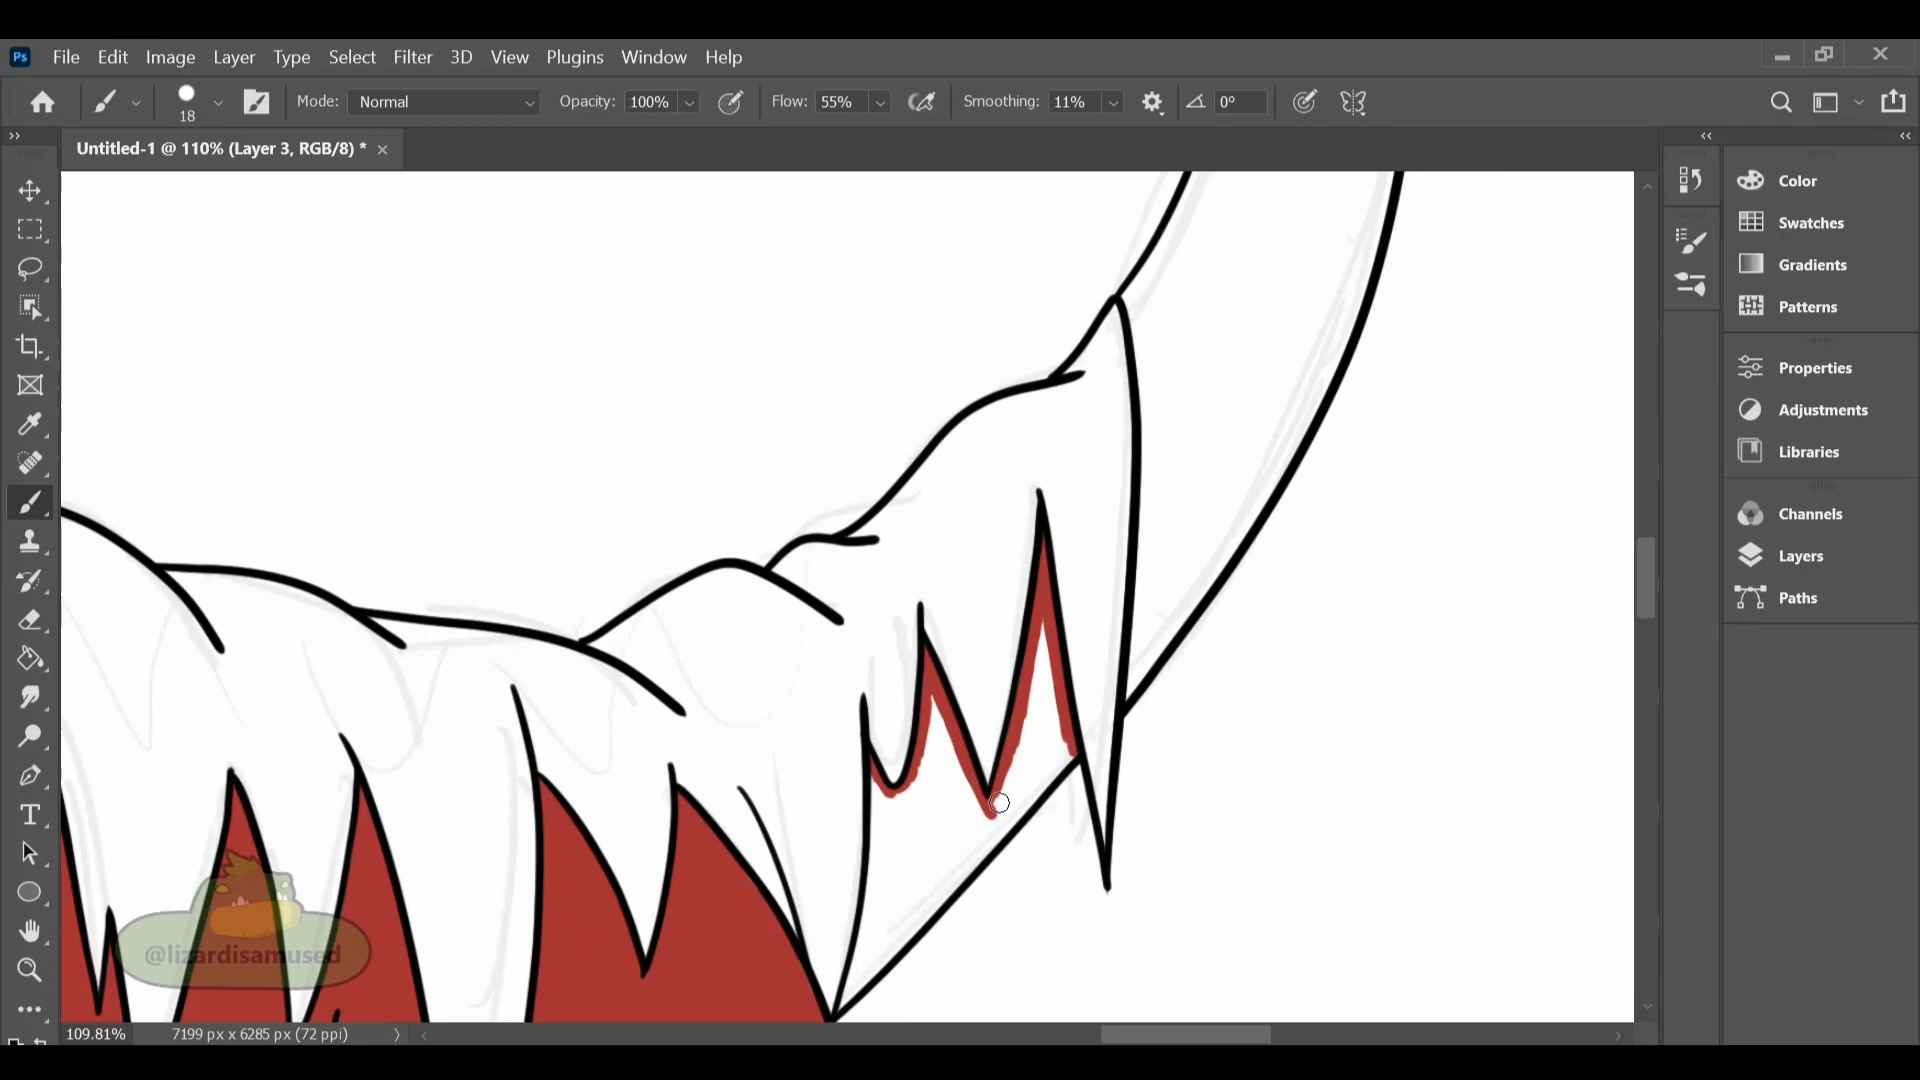 Ps File Edit Image Layer Type Select Filter 3D View Plugins Window Help
18 Mode: Normal Opacity: 100% Flow: 55% Smoothing: 11% 0°
Untitled-1 @ 110% (Layer 3, RGB/8) *
Color
Swatches
Gradients
Patterns
Properties
Adjustments
Libraries
Channels
Layers
Paths
@lizardisamused
109.81% 7199 px x 6285 px (72 ppi)